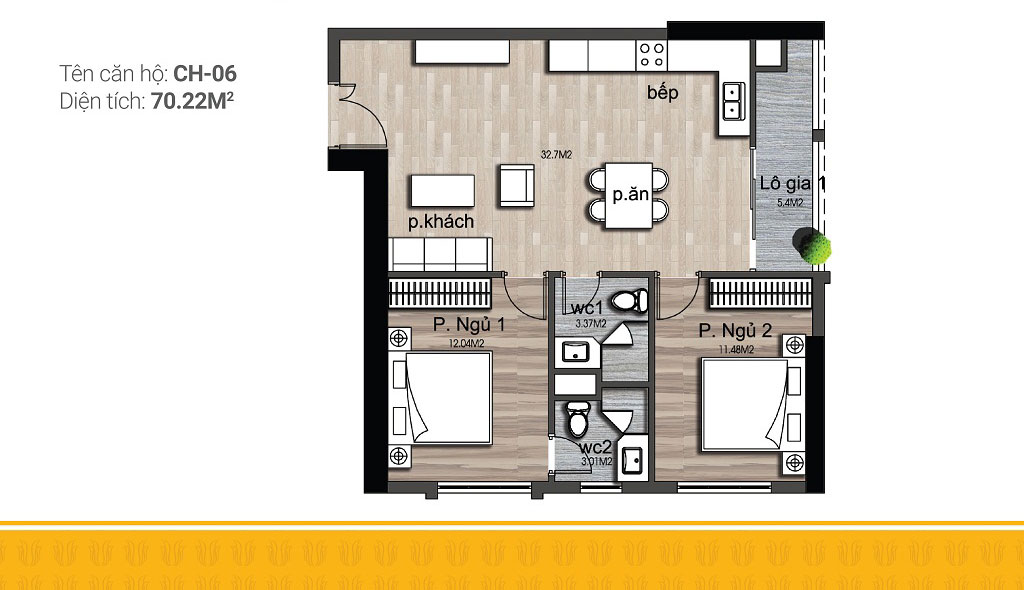 Tên căn hộ: CH-06
Diện tích: 70.22M²
bếp
32.7M2
Lô gia 1
5.4M2
p.ăn
p.khách
wc1
3.37M2
P. Ngủ 1
12.04M2
P. Ngủ 2
11.48M2
wc2
3.01M2